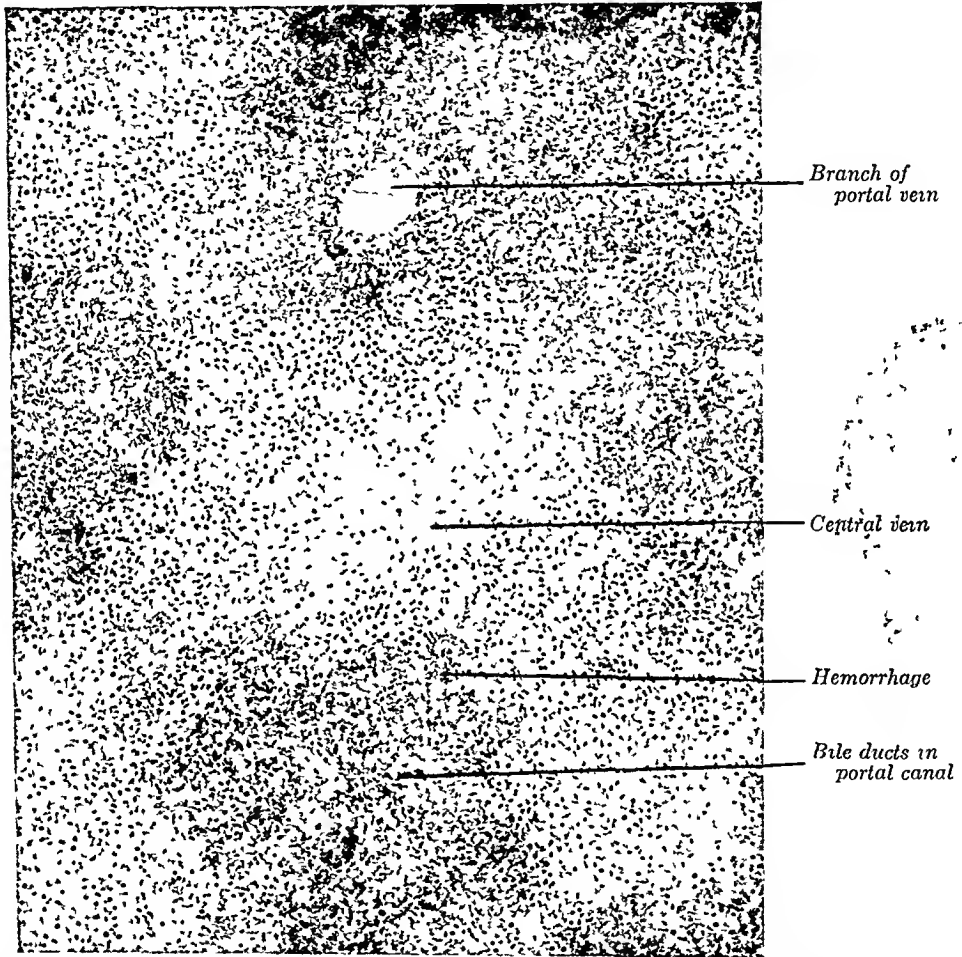 Branch of
portal vein
Central vein
Hemorrhage
Bile ducts in
portal canal